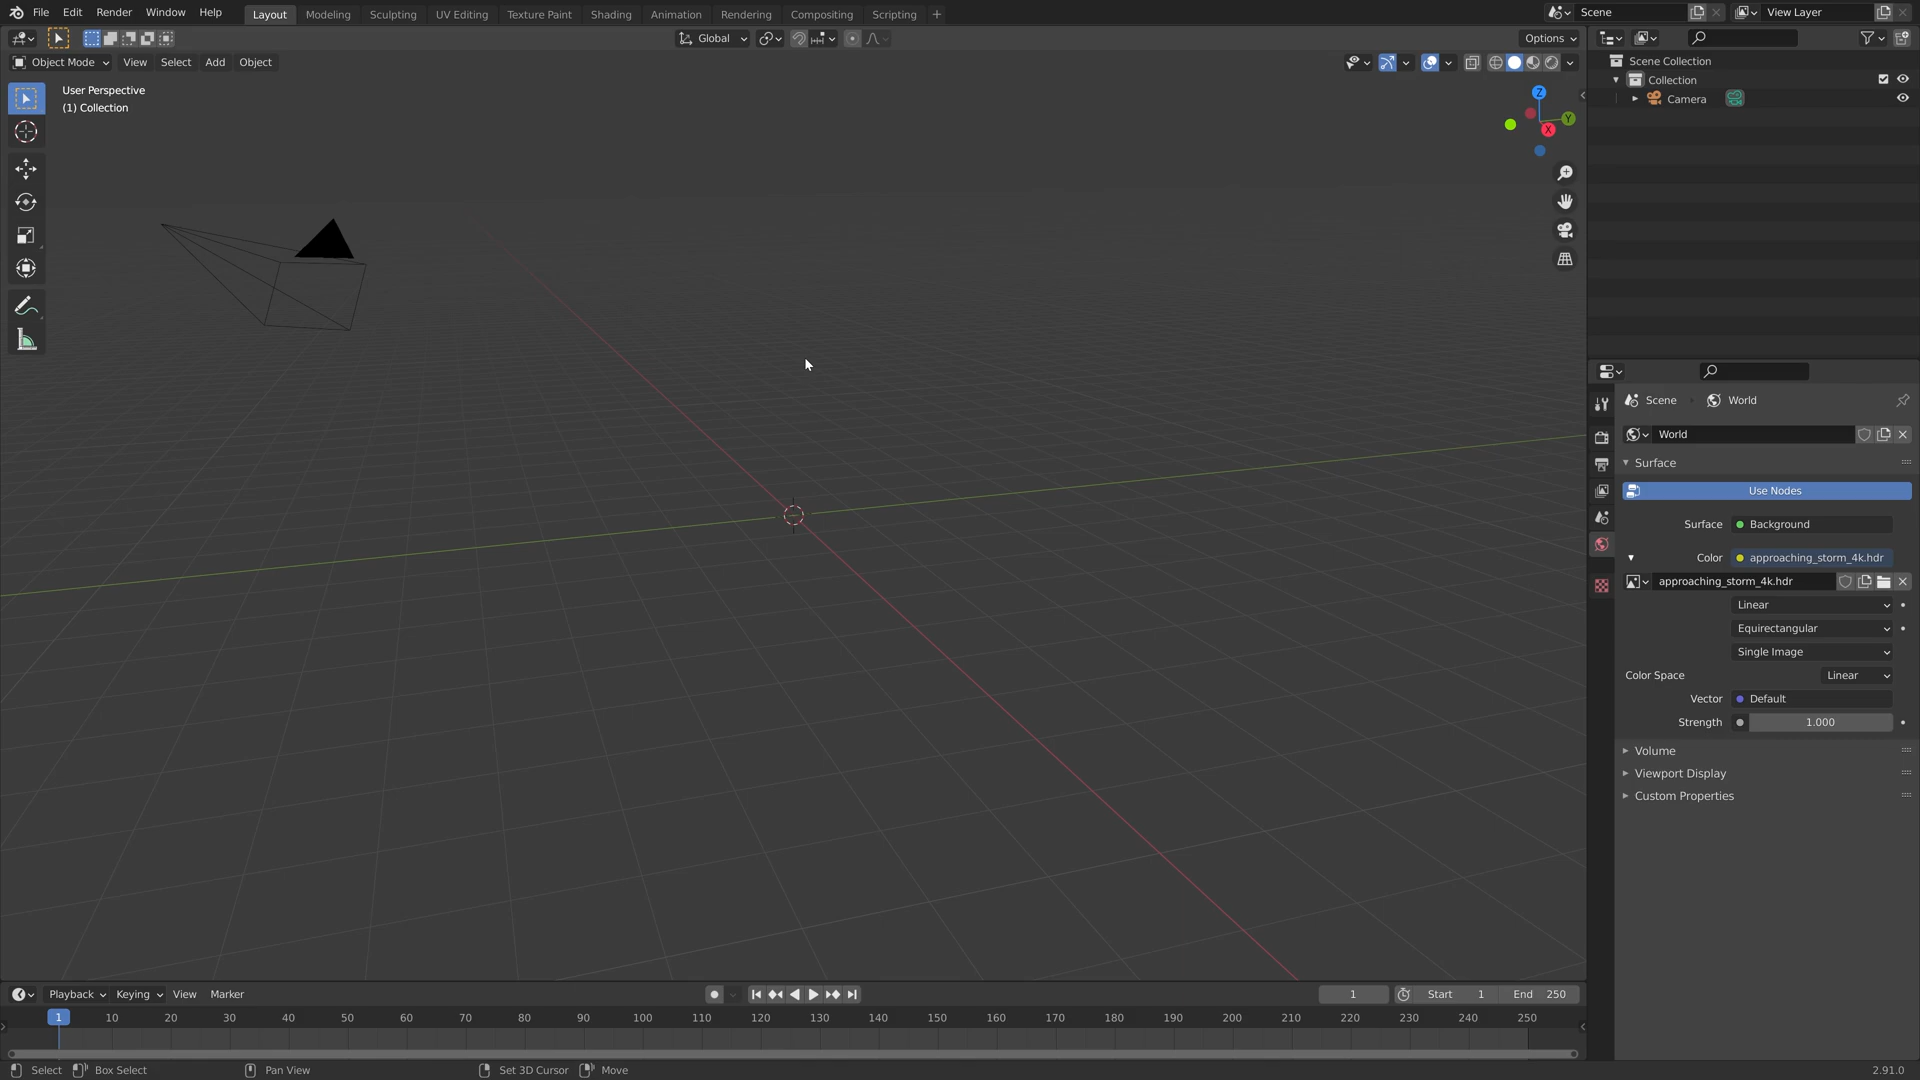 File Edit Render Window Help Layout Modeling Sculpting UV Editing Texture Paint Shading Animation Rendering Compositing Scripting + Scene View Layer
Global Options
Object Mode View Select Add Object
User Perspective
(1) Collection
Z
Y
X
Scene Collection
Collection
Camera
Scene World
World
Surface
Use Nodes
Surface Background
Color approaching_storm_4k.hdr
approaching_storm_4k.hdr
Linear
Equirectangular
Single Image
Color Space Linear
Vector Default
Strength 1.000
Volume
Viewport Display
Custom Properties
Playback Keying View Marker 1 Start 1 End 250
1 10 20 30 40 50 60 70 80 90 100 110 120 130 140 150 160 170 180 190 200 210 220 230 240 250
Select Box Select Pan View Set 3D Cursor Move 2.91.0